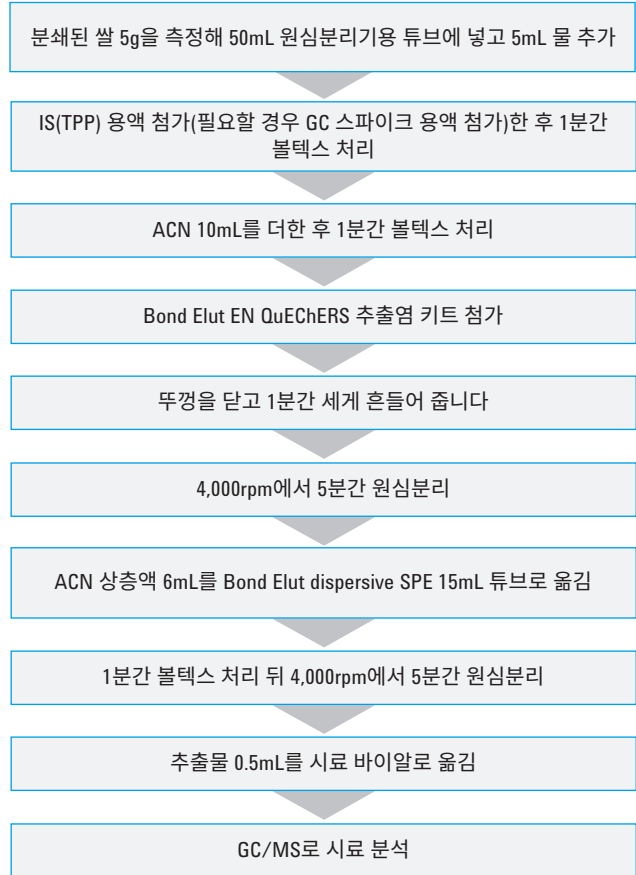 분쇄된 쌀 5g을 측정해 50mL 원심분리기용 튜브에 넣고 5mL 물 추가
IS(TPP) 용액 첨가(필요할 경우 GC 스파이크 용액 첨가)한 후 1분간
볼텍스 처리
ACN 10mL를 더한 후 1분간 볼텍스 처리
Bond Elut EN QuEChERS 추출염 키트 첨가
뚜껑을 닫고 1분간 세게 흔들어 줍니다
4,000rpm에서 5분간 원심분리
ACN 상층액 6mL를 Bond Elut dispersive SPE 15mL 튜브로 옮김
1분간 볼텍스 처리 뒤 4,000rpm에서 5분간 원심분리
추출물 0.5mL를 시료 바이알로 옮김
GC/MS로 시료 분석